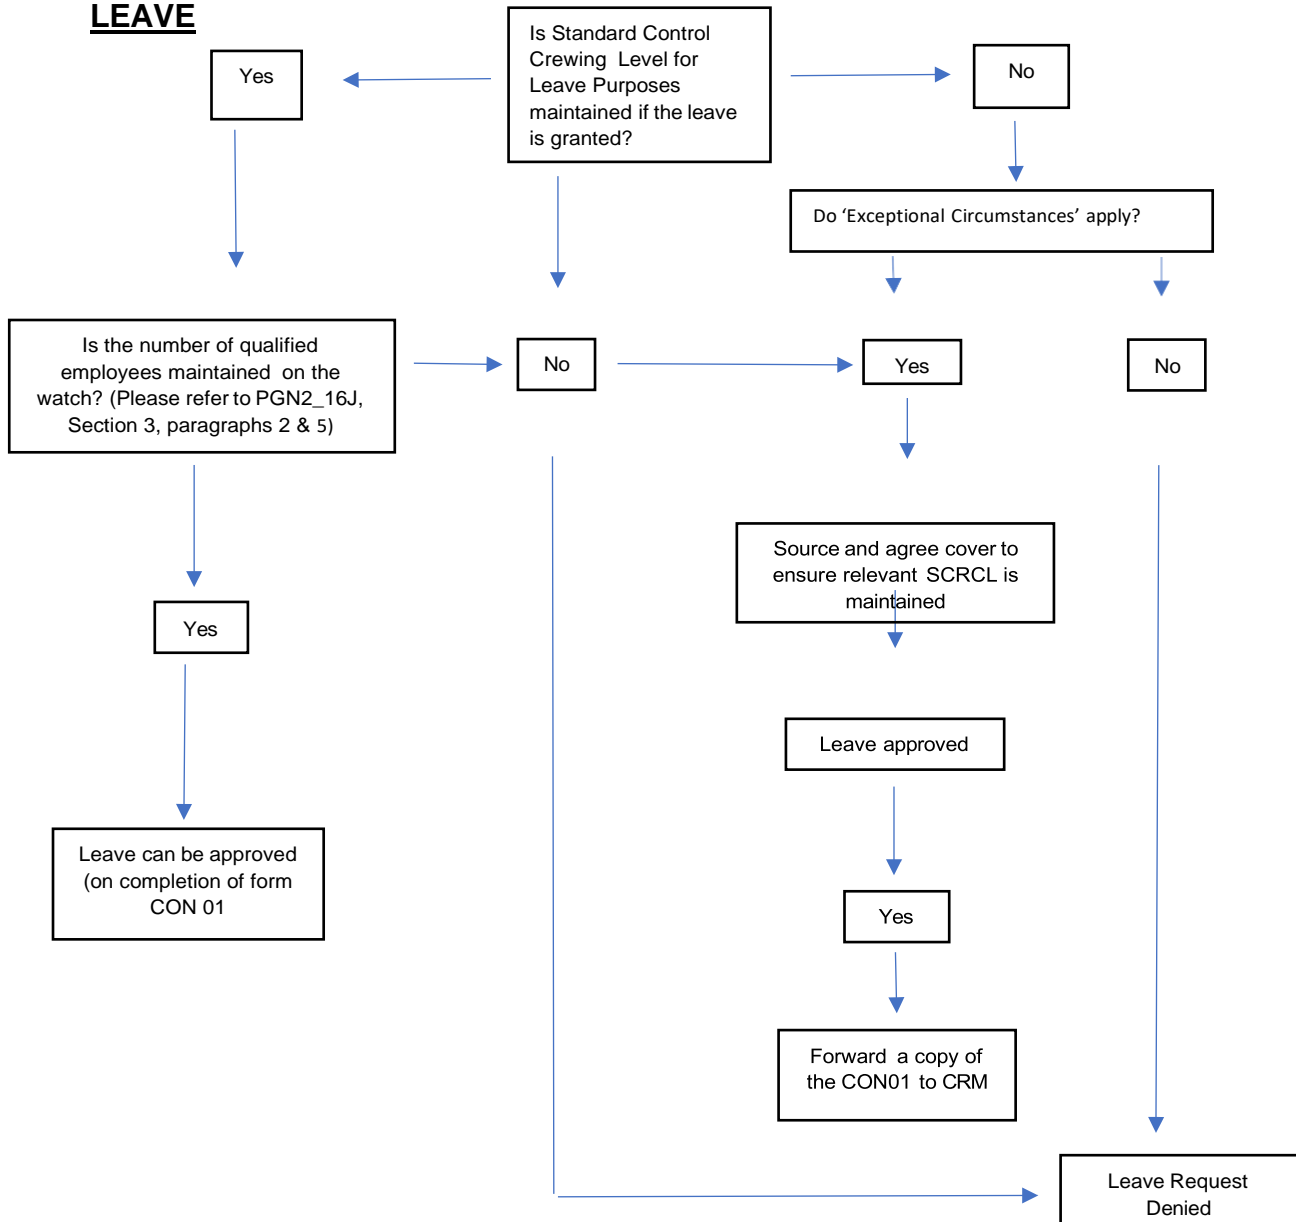 LEAVE
Is Standard Control
Crewing Level for
Leave Purposes
maintained if the leave
is granted?
Yes
No
Do ‘Exceptional Circumstances’ apply?
Is the number of qualified
employees maintained on the
watch? (Please refer to PGN2_16J,
Section 3, paragraphs 2 & 5)
No
Yes
No
Source and agree cover to
ensure relevant SCRCL is
maintained
Yes
Leave approved
Leave can be approved
(on completion of form
CON 01
Yes
Forward a copy of
the CON01 to CRM
Leave Request
Denied